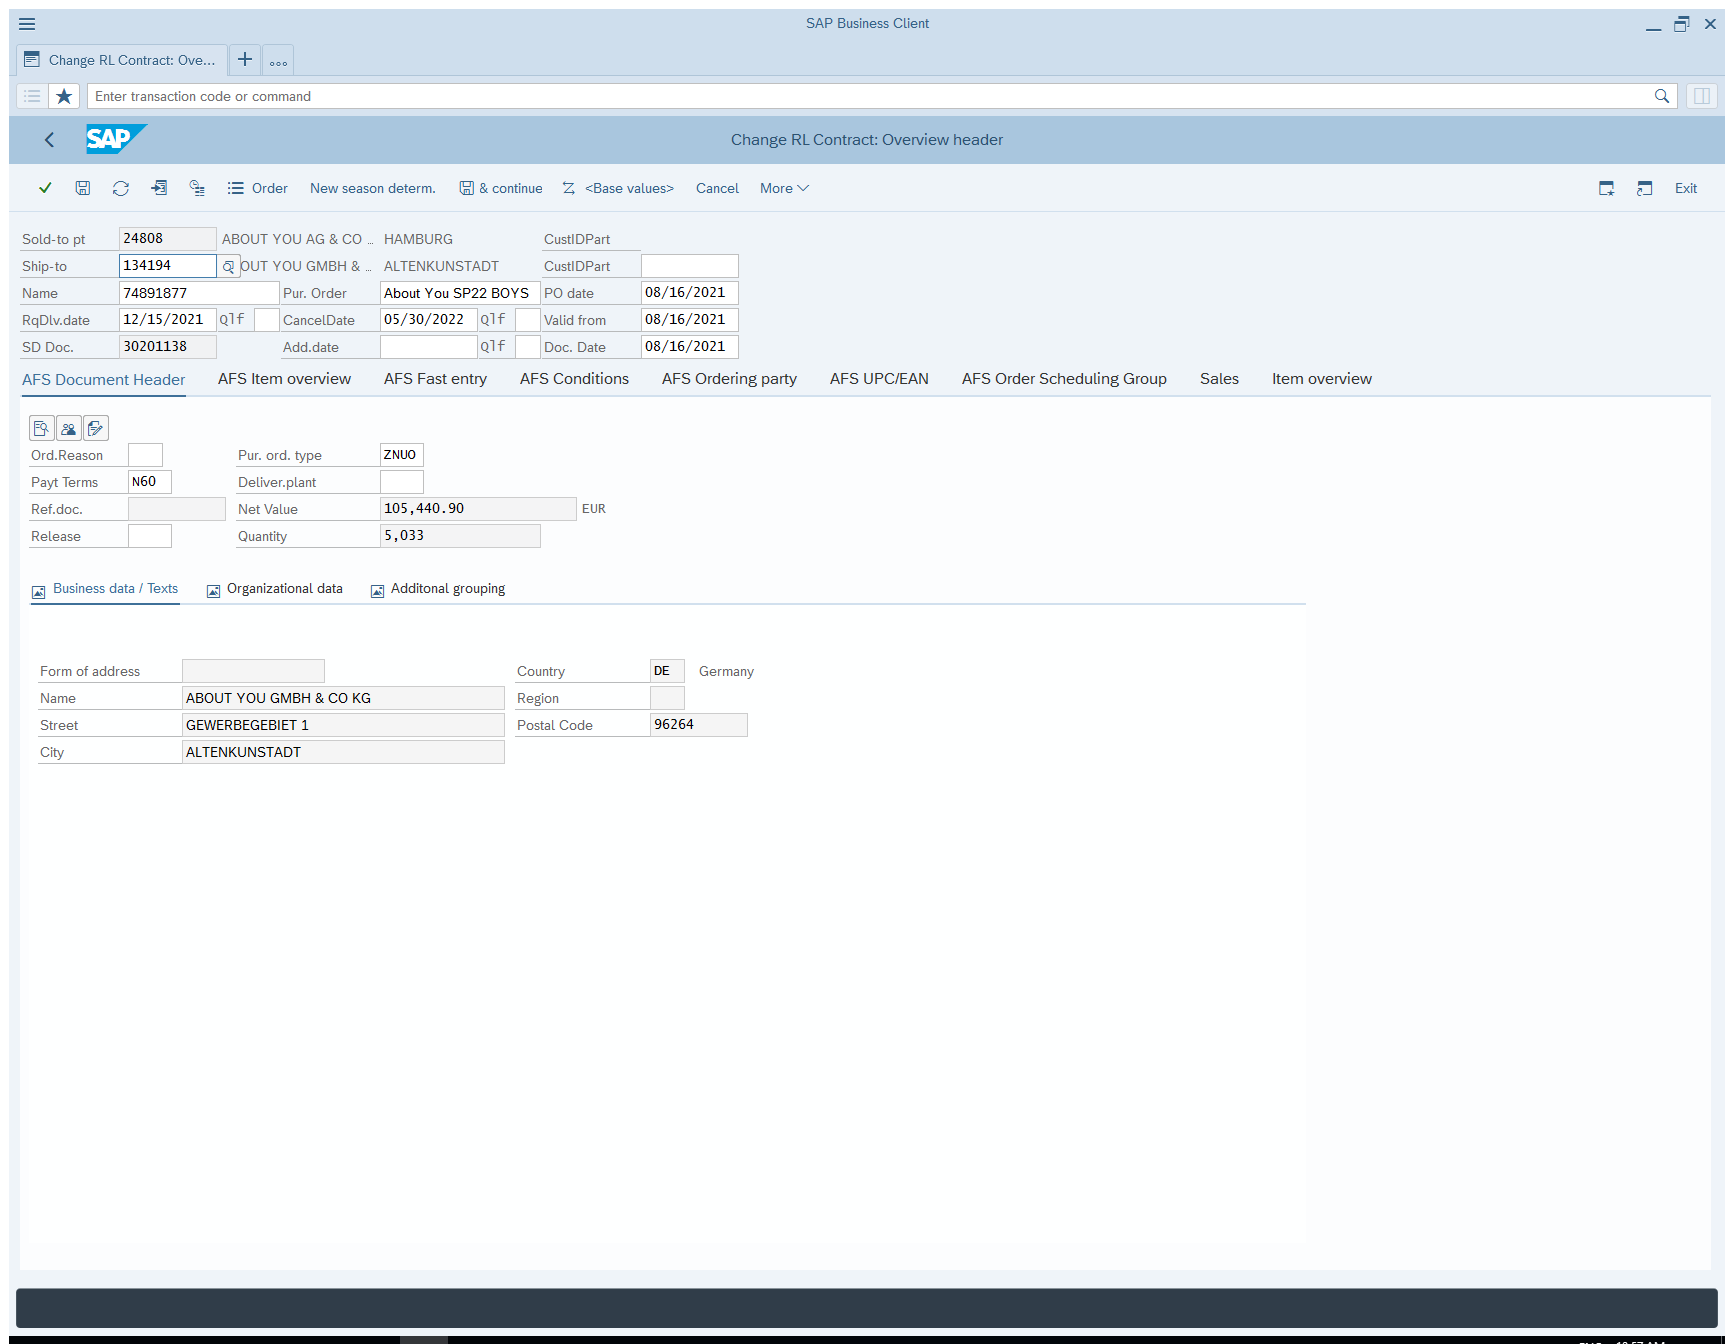 SAP Business Client
Change RL Contract: Ove...
Enter transaction code or command
SAP
Change RL Contract: Overview header
Order New season determ. & continue <Base values> Cancel More Exit
Sold-to pt 24808 ABOUT YOU AG & CO ... HAMBURG CustIDPart
Ship-to 134194 OUT YOU GMBH & ... ALTENKUNSTADT CustIDPart
Name 74891877 Pur. Order About You SP22 BOYS PO date 08/16/2021
RqDlv.date 12/15/2021 Qlf CancelDate 05/30/2022 Qlf Valid from 08/16/2021
SD Doc. 30201138 Add.date Qlf Doc. Date 08/16/2021
AFS Document Header AFS Item overview AFS Fast entry AFS Conditions AFS Ordering party AFS UPC/EAN AFS Order Scheduling Group Sales Item overview
Ord.Reason Pur. ord. type ZNUO
Payt Terms N60 Deliver.plant
Ref.doc. Net Value 105,440.90 EUR
Release Quantity 5,033
Business data / Texts Organizational data Additonal grouping
Form of address Country DE Germany
Name ABOUT YOU GMBH & CO KG Region
Street GEWERBEGEBIET 1 Postal Code 96264
City ALTENKUNSTADT